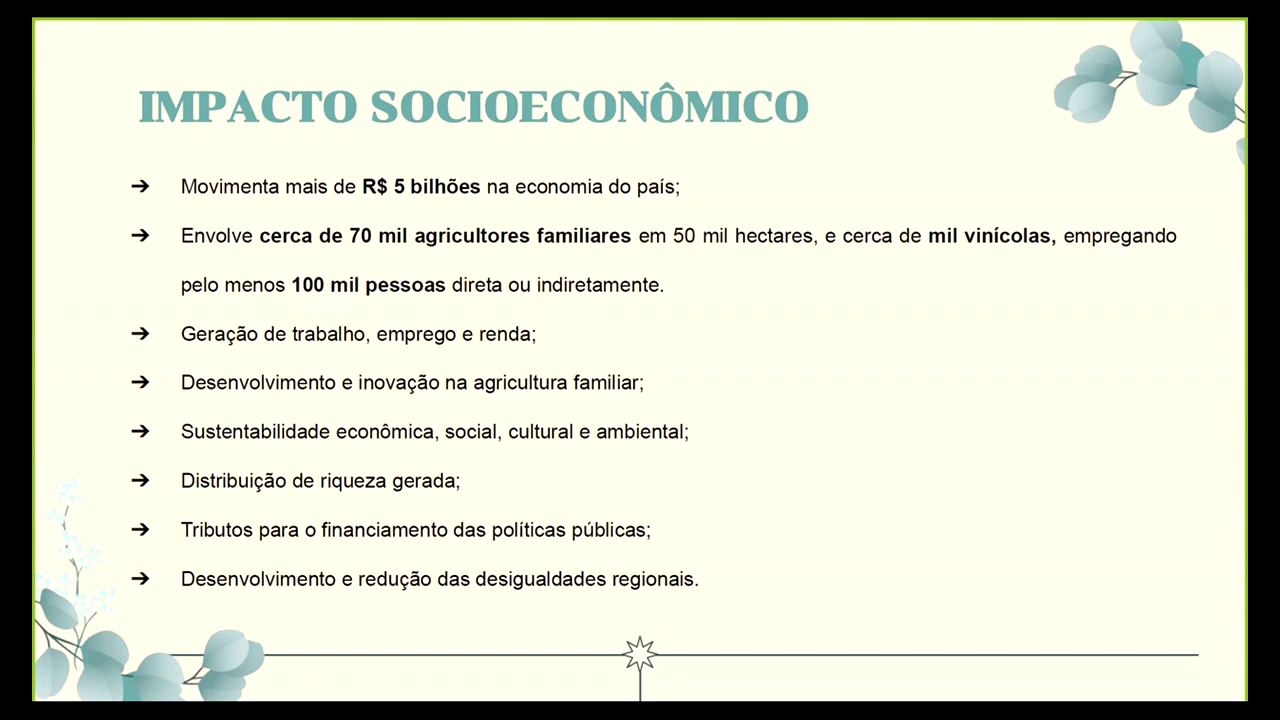 IMPACTO SOCIOECONÔMICO
➔ Movimenta mais de R$ 5 bilhões na economia do país;
➔ Envolve cerca de 70 mil agricultores familiares em 50 mil hectares, e cerca de mil vinícolas, empregando
pelo menos 100 mil pessoas direta ou indiretamente.
➔ Geração de trabalho, emprego e renda;
➔ Desenvolvimento e inovação na agricultura familiar;
➔ Sustentabilidade econômica, social, cultural e ambiental;
➔ Distribuição de riqueza gerada;
➔ Tributos para o financiamento das políticas públicas;
➔ Desenvolvimento e redução das desigualdades regionais.